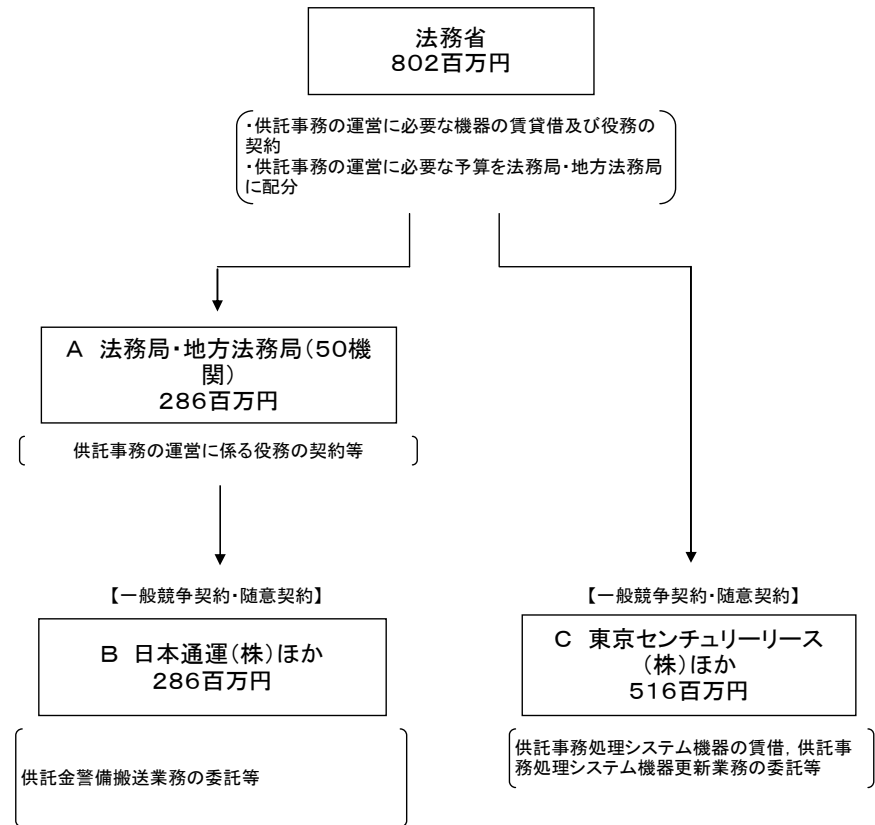 法務省
802百万円
・供託事務の運営に必要な機器の賃貸借及び役務の
契約
・供託事務の運営に必要な予算を法務局・地方法務局
に配分
A 法務局・地方法務局(50機
関)
286百万円
供託事務の運営に係る役務の契約等
【一般競争契約・随意契約】
B 日本通運(株)ほか
286百万円
供託金警備搬送業務の委託等
【一般競争契約・随意契約】
C 東京センチュリーリース
(株)ほか
516百万円
供託事務処理システム機器の賃借,供託事
務処理システム機器更新業務の委託等